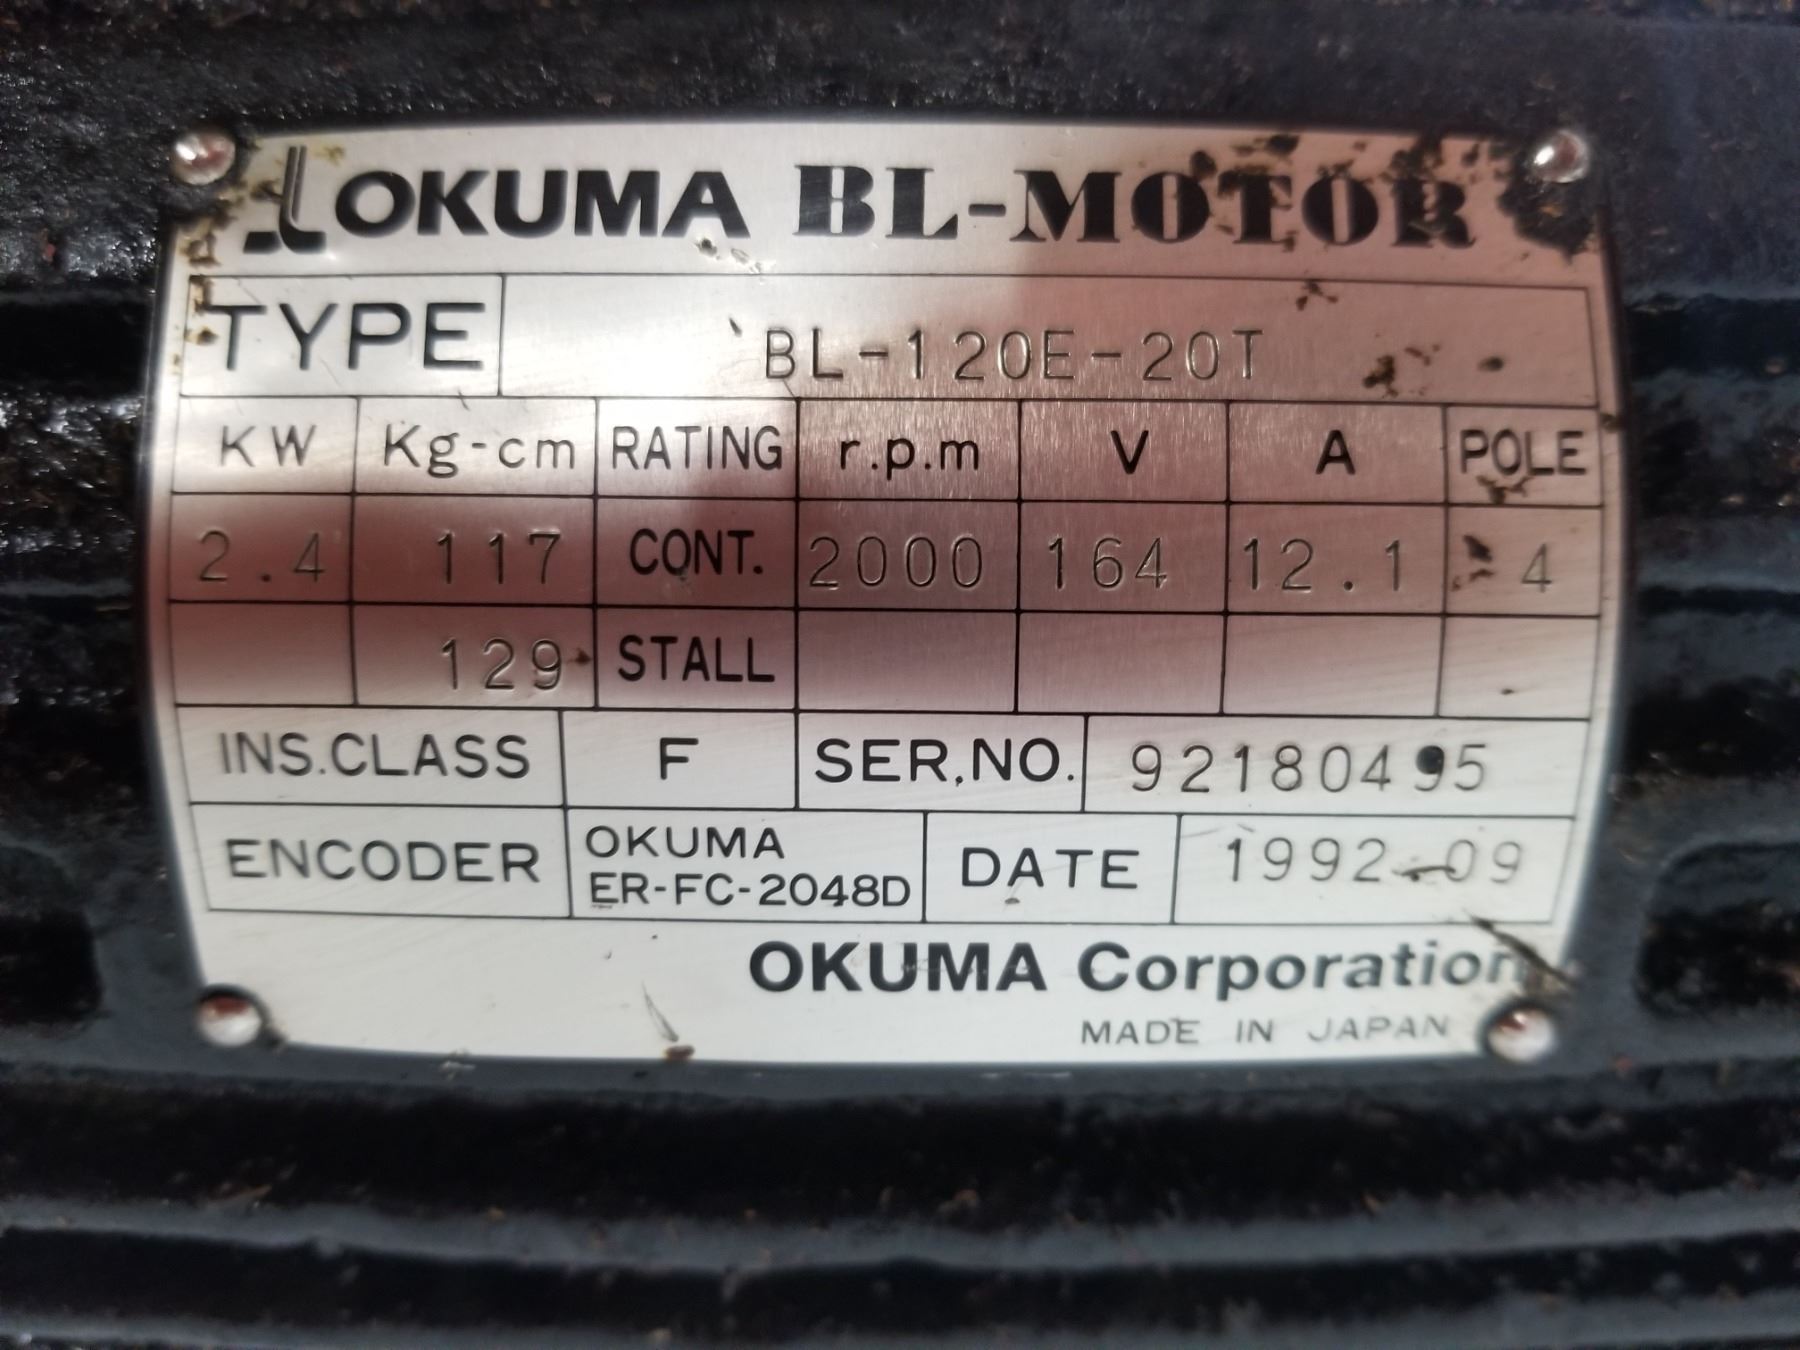 OKUMA BL-MOTOR
TYPE BL-120E-20T
KW Kg-cm RATING r.p.m V A POLE
2.4 117 CONT. 2000 164 12.1 4
129 STALL
INS.CLASS F SER.NO. 92180495
ENCODER OKUMA ER-FC-2048D DATE 1992-09
OKUMA Corporation
MADE IN JAPAN